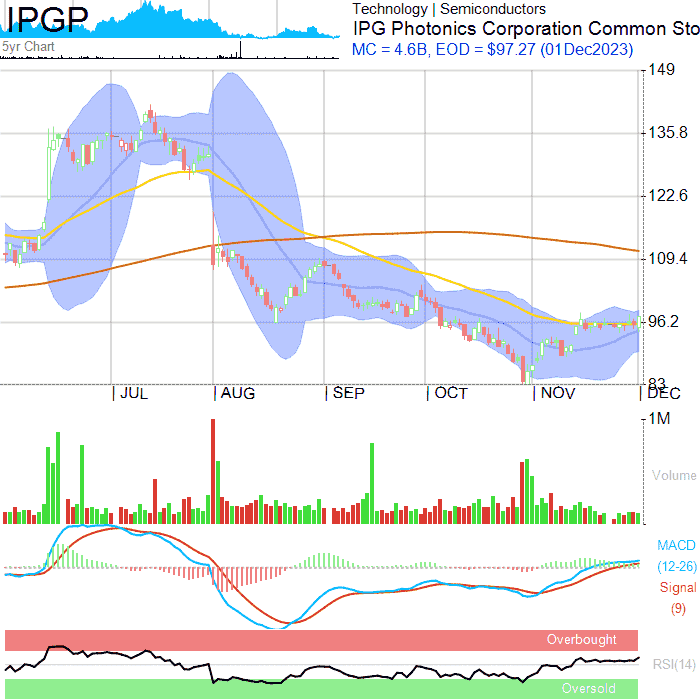 IPGP
Technology | Semiconductors
IPG Photonics Corporation Common Sto
5yr Chart
MC = 4.6B, EOD = $97.27 (01Dec2023)
149
135.8
122.6
109.4
96.2
83
JUL
AUG
SEP
OCT
NOV
DEC
1M
Volume
MACD
(12-26)
Signal
(9)
Overbought
RSI(14)
Oversold